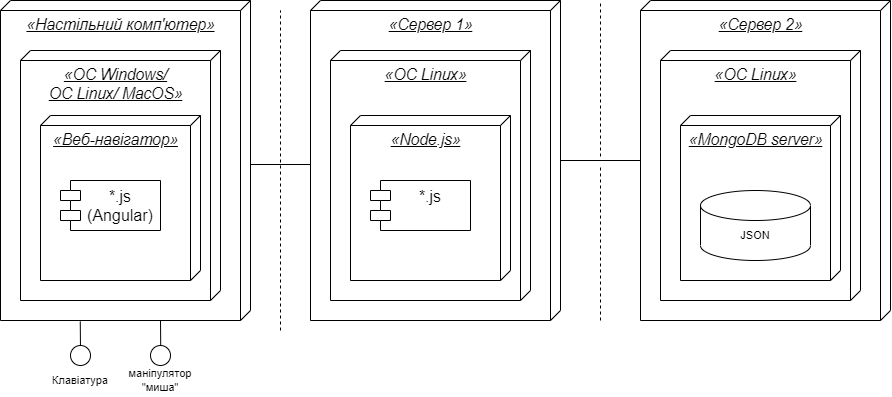 «Настільний комп'ютер»
«ОС Windows/
ОС Linux/ MacOS»
«Веб-навігатор»
*.js
(Angular)
Клавіатура
маніпулятор
"миша"
«Сервер 1»
«ОС Linux»
«Node.js»
*.js
«Сервер 2»
«ОС Linux»
«MongoDB server»
JSON